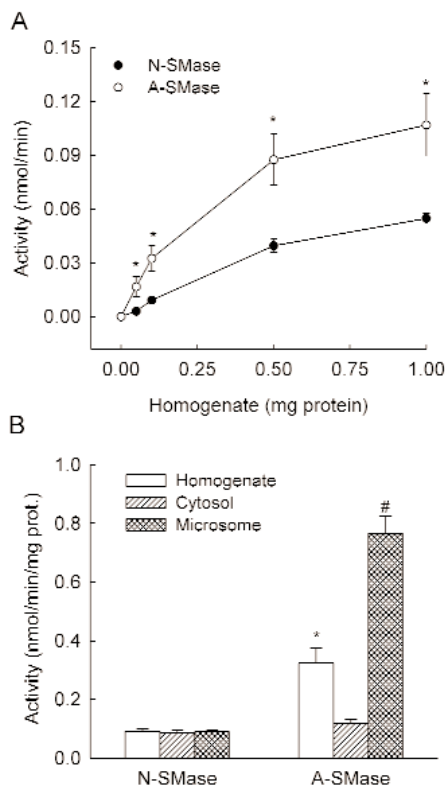 A
0.15
N-SMase
A-SMase
0.12
*
*
0.09
Activity (nmol/min)
0.06
*
*
0.03
0.00
0.00 0.25 0.50 0.75 1.00
Homogenate (mg protein)
B
1.0
Homogenate
Cytosol
Microsome
#
0.8
Activity (nmol/min/mg prot.)
0.6
0.4
*
0.2
0.0
N-SMase A-SMase